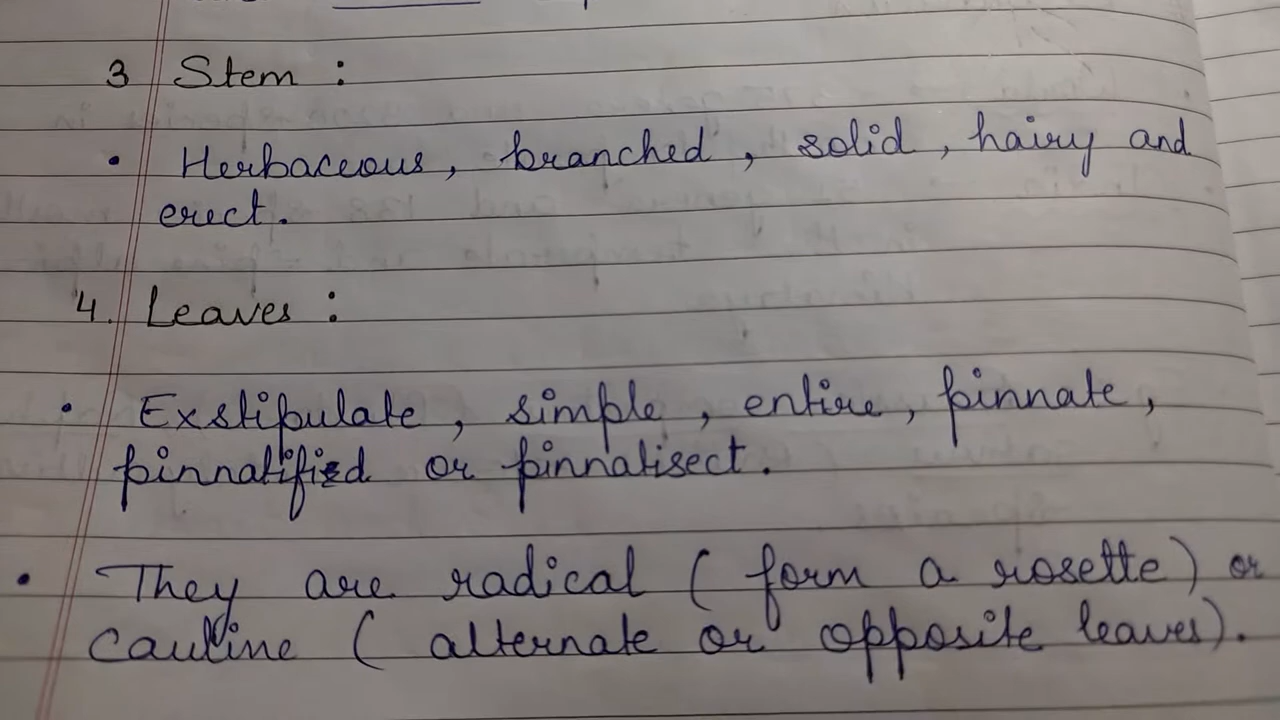 3 Stem :
• Herbaceous, branched, solid, hairy and
erect.
4. Leaves :
• Exstipulate, simple, entire, pinnate,
pinnatified or pinnatisect.
• They are radical ( form a rosette) or
cauline ( alternate or opposite leaves).